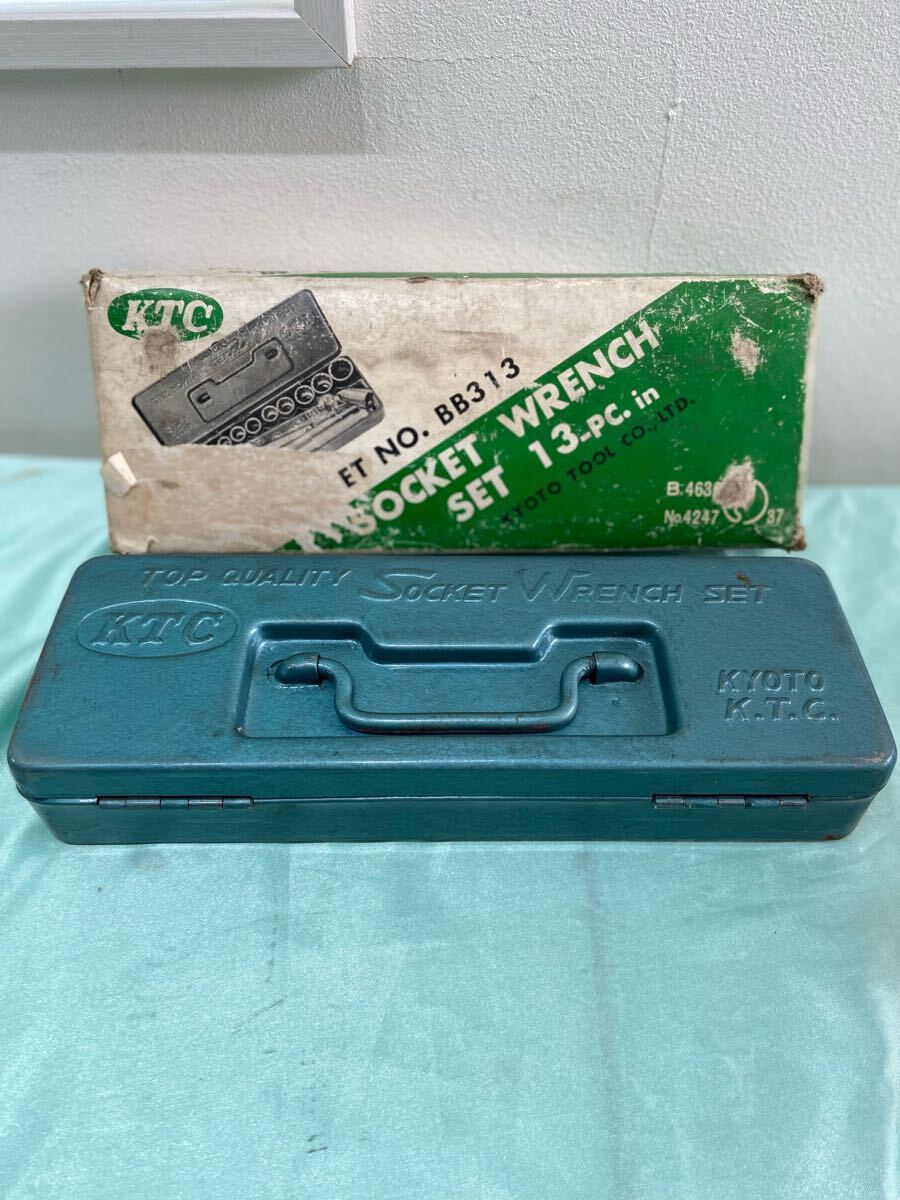 KTC
ET NO. BB313
SOCKET WRENCH
SET 13-PC. in
KYOTO TOOL CO., LTD.
B.463
No.4247 37
TOP QUALITY SOCKET WRENCH SET
KTC
KYOTO
K.T.C.